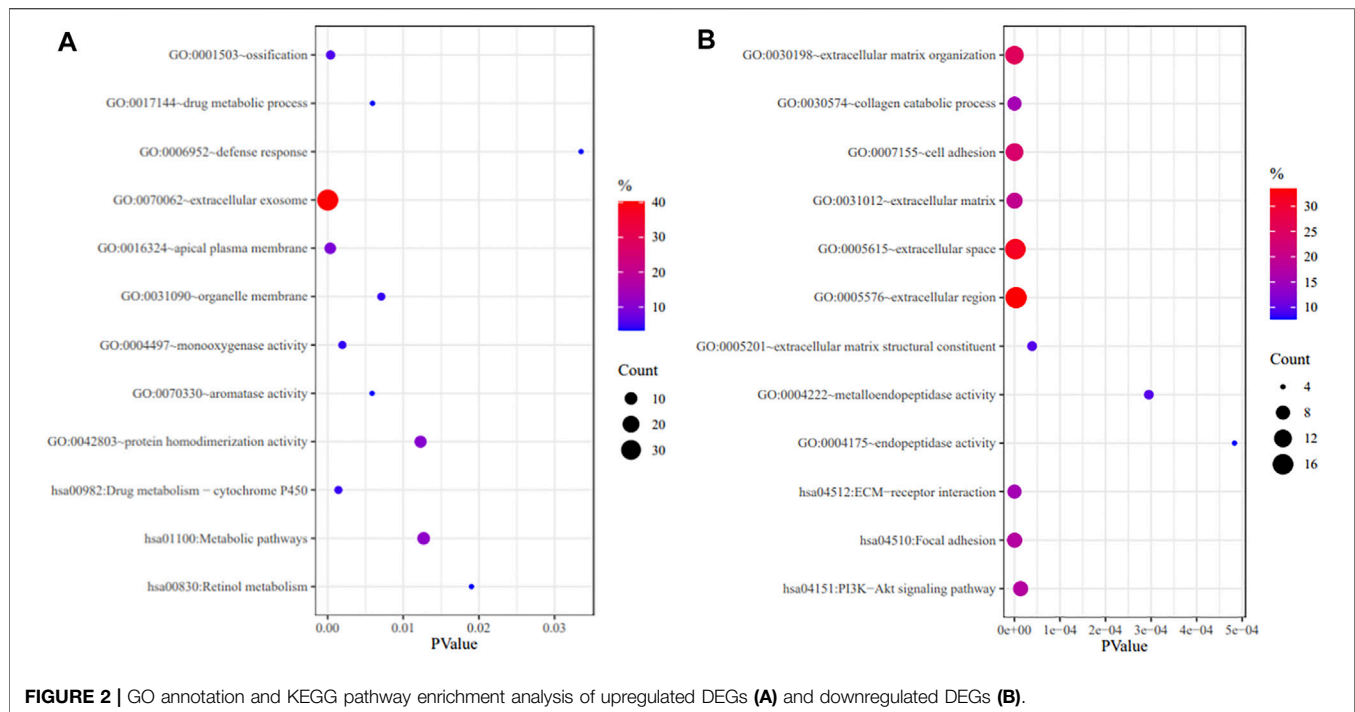 A
GO:0001503~ossification
GO:0017144~drug metabolic process
GO:0006952~defense response
GO:0070062~extracellular exosome
GO:0016324~apical plasma membrane
GO:0031090~organelle membrane
GO:0004497~monooxygenase activity
GO:0070330~aromatase activity
GO:0042803~protein homodimerization activity
hsa00982:Drug metabolism − cytochrome P450
hsa01100:Metabolic pathways
hsa00830:Retinol metabolism
0.00 0.01 0.02 0.03
PValue
%
40
30
20
10
Count
10
20
30
B
GO:0030198~extracellular matrix organization
GO:0030574~collagen catabolic process
GO:0007155~cell adhesion
GO:0031012~extracellular matrix
GO:0005615~extracellular space
GO:0005576~extracellular region
GO:0005201~extracellular matrix structural constituent
GO:0004222~metalloendopeptidase activity
GO:0004175~endopeptidase activity
hsa04512:ECM−receptor interaction
hsa04510:Focal adhesion
hsa04151:PI3K−Akt signaling pathway
0e+00 1e−04 2e−04 3e−04 4e−04 5e−04
PValue
%
30
25
20
15
10
Count
4
8
12
16
FIGURE 2 | GO annotation and KEGG pathway enrichment analysis of upregulated DEGs (A) and downregulated DEGs (B).